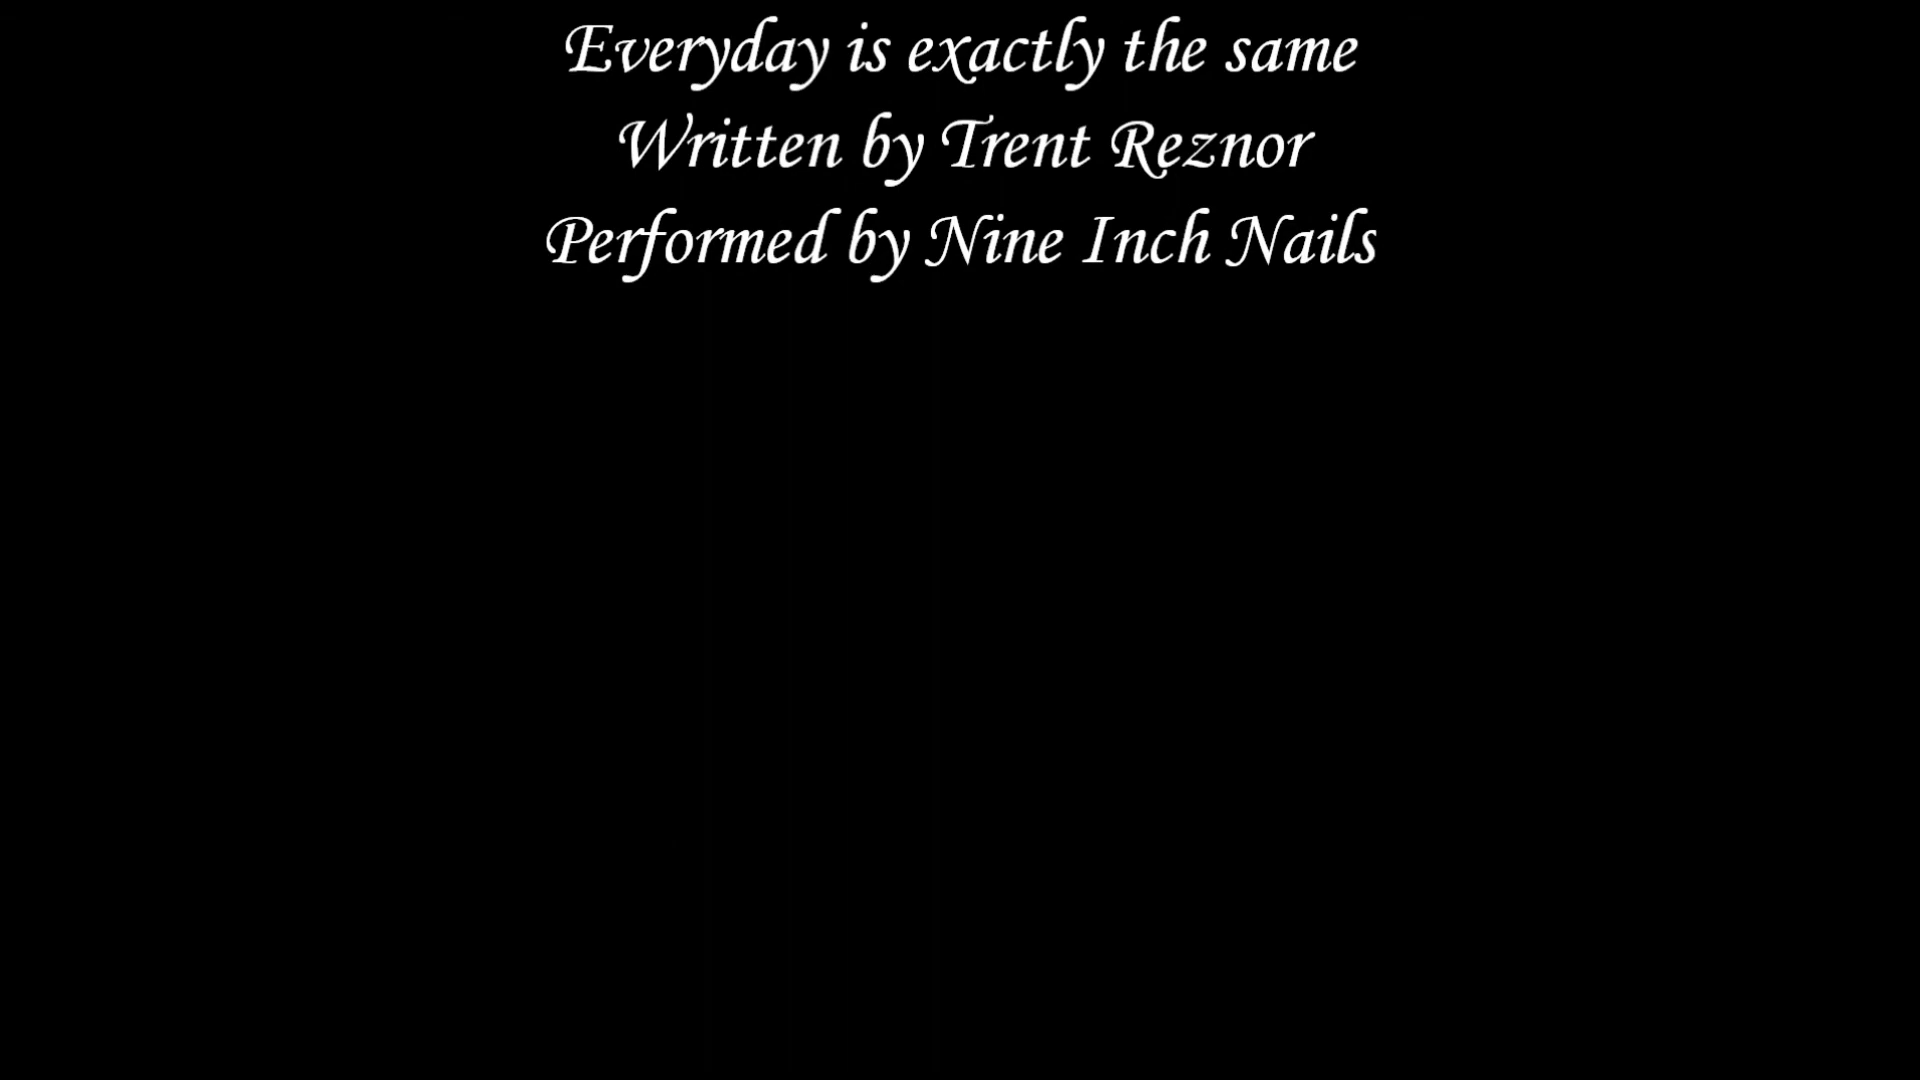 Everyday is exactly the same
Written by Trent Reznor
Performed by Nine Inch Nails